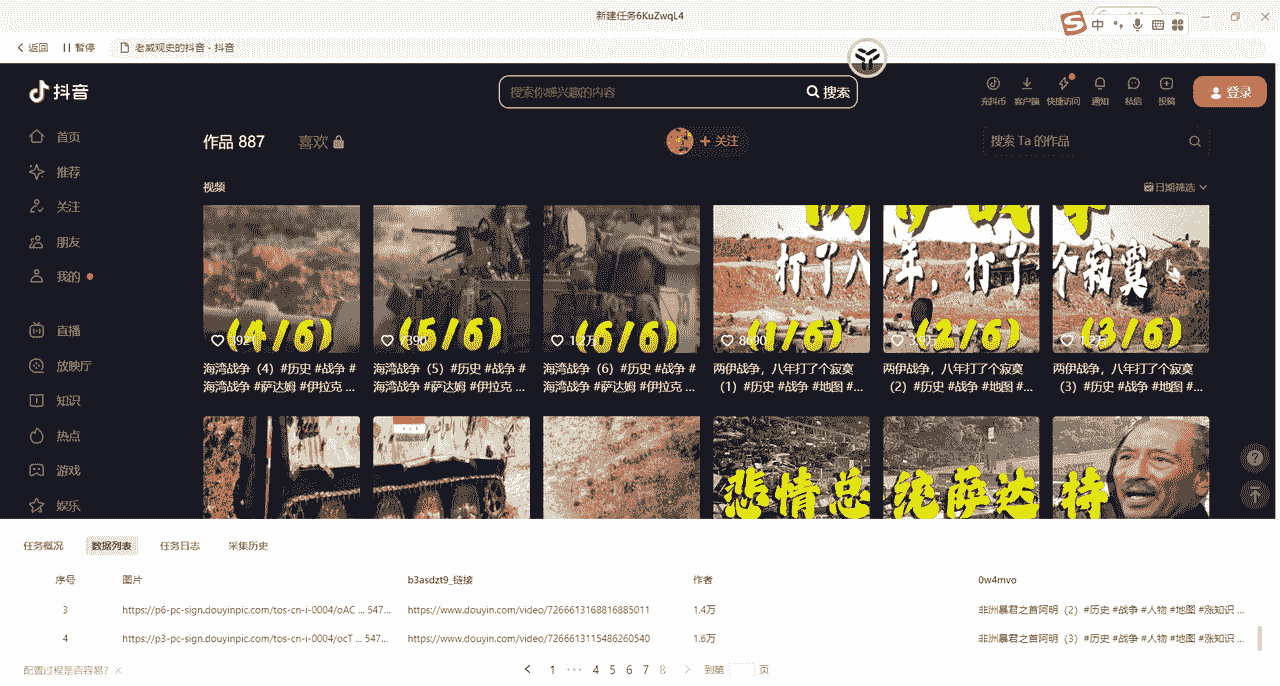 新建任务6KuZwqL4
中
返回 暂停 老威观史的抖音 - 抖音
抖音
搜索你感兴趣的内容 搜索
充抖币 客户端 快捷访问 通知 私信 投稿 登录
首页
推荐
关注
朋友
我的
直播
放映厅
知识
热点
游戏
娱乐
作品 887 喜欢 关注 搜索 Ta 的作品
视频 日期筛选
打了八年,打了个寂寞
(4/6) (5/6) (6/6) (1/6) (2/6) (3/6)
7390 1.2万 8690
海湾战争(4)#历史 #战争 #
海湾战争 #萨达姆 #伊拉克 ...
海湾战争(5)#历史 #战争 #
海湾战争 #萨达姆 #伊拉克 ...
海湾战争(6)#历史 #战争 #
海湾战争 #萨达姆 #伊拉克 ...
两伊战争,八年打了个寂寞
(1)#历史 #战争 #地图 #...
两伊战争,八年打了个寂寞
(2)#历史 #战争 #地图 #...
两伊战争,八年打了个寂寞
(3)#历史 #战争 #地图 #...
悲情总统萨达特
任务概况 数据列表 任务日志 采集历史
序号 图片 b3asdzt9_链接 作者 0w4mvo
3 https://p6-pc-sign.douyinpic.com/tos-cn-i-0004/oAC ... 547... https://www.douyin.com/video/7266613168816885011 1.4万 非洲暴君之首阿明(2)#历史 #战争 #人物 #地图 #涨知识 ...
4 https://p3-pc-sign.douyinpic.com/tos-cn-i-0004/ocT ... 547... https://www.douyin.com/video/7266613115486260540 1.6万 非洲暴君之首阿明(3)#历史 #战争 #人物 #地图 #涨知识 ...
配置过程是否容易? × < 1 ··· 4 5 6 7 8 > 到第 页